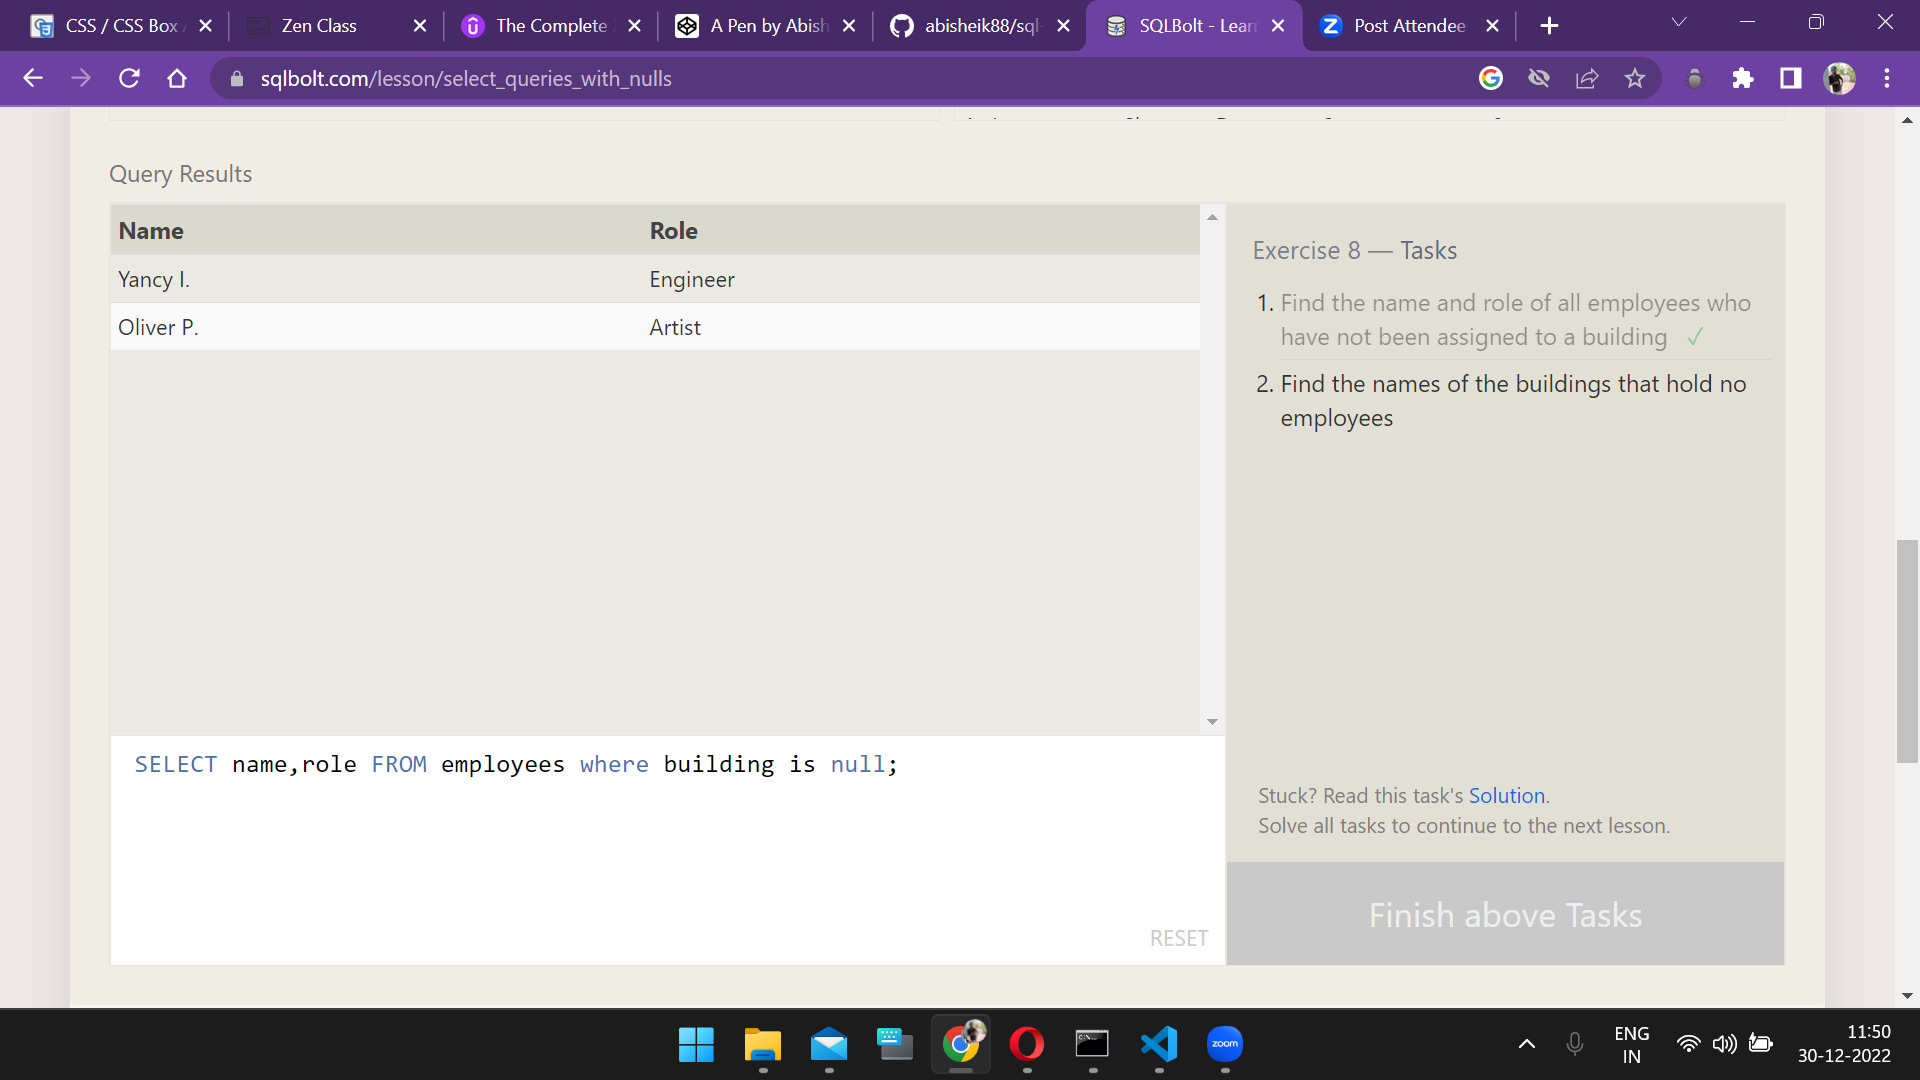 CSS / CSS Box
Zen Class
The Complete
A Pen by Abish
abisheik88/sql-
SQLBolt - Lear
Post Attendee
sqlbolt.com/lesson/select_queries_with_nulls
Query Results
Name Role
Yancy I. Engineer
Oliver P. Artist
SELECT name,role FROM employees where building is null;
RESET
Exercise 8 — Tasks
1. Find the name and role of all employees who
have not been assigned to a building ✓
2. Find the names of the buildings that hold no
employees
Stuck? Read this task's Solution.
Solve all tasks to continue to the next lesson.
Finish above Tasks
zoom
ENG
IN
11:50
30-12-2022